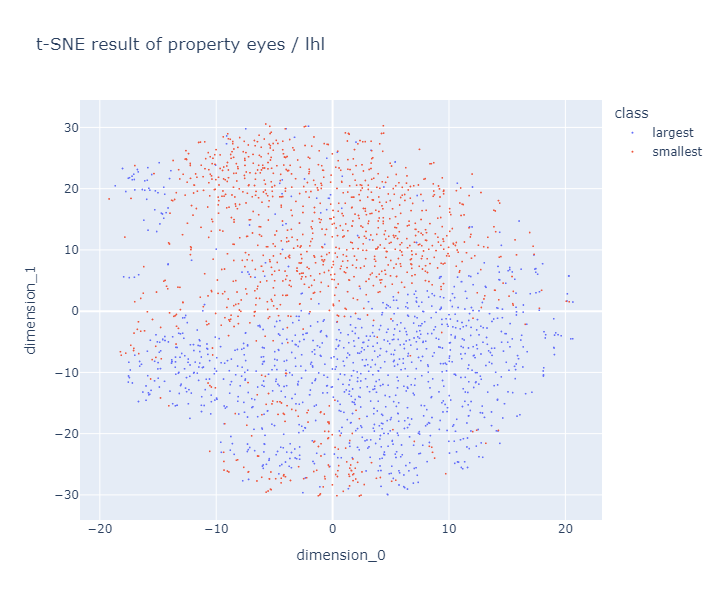 t-SNE result of property eyes / lhl
class
largest
smallest
30
20
10
0
−10
−20
−30
dimension_1
−20
−10
0
10
20
dimension_0